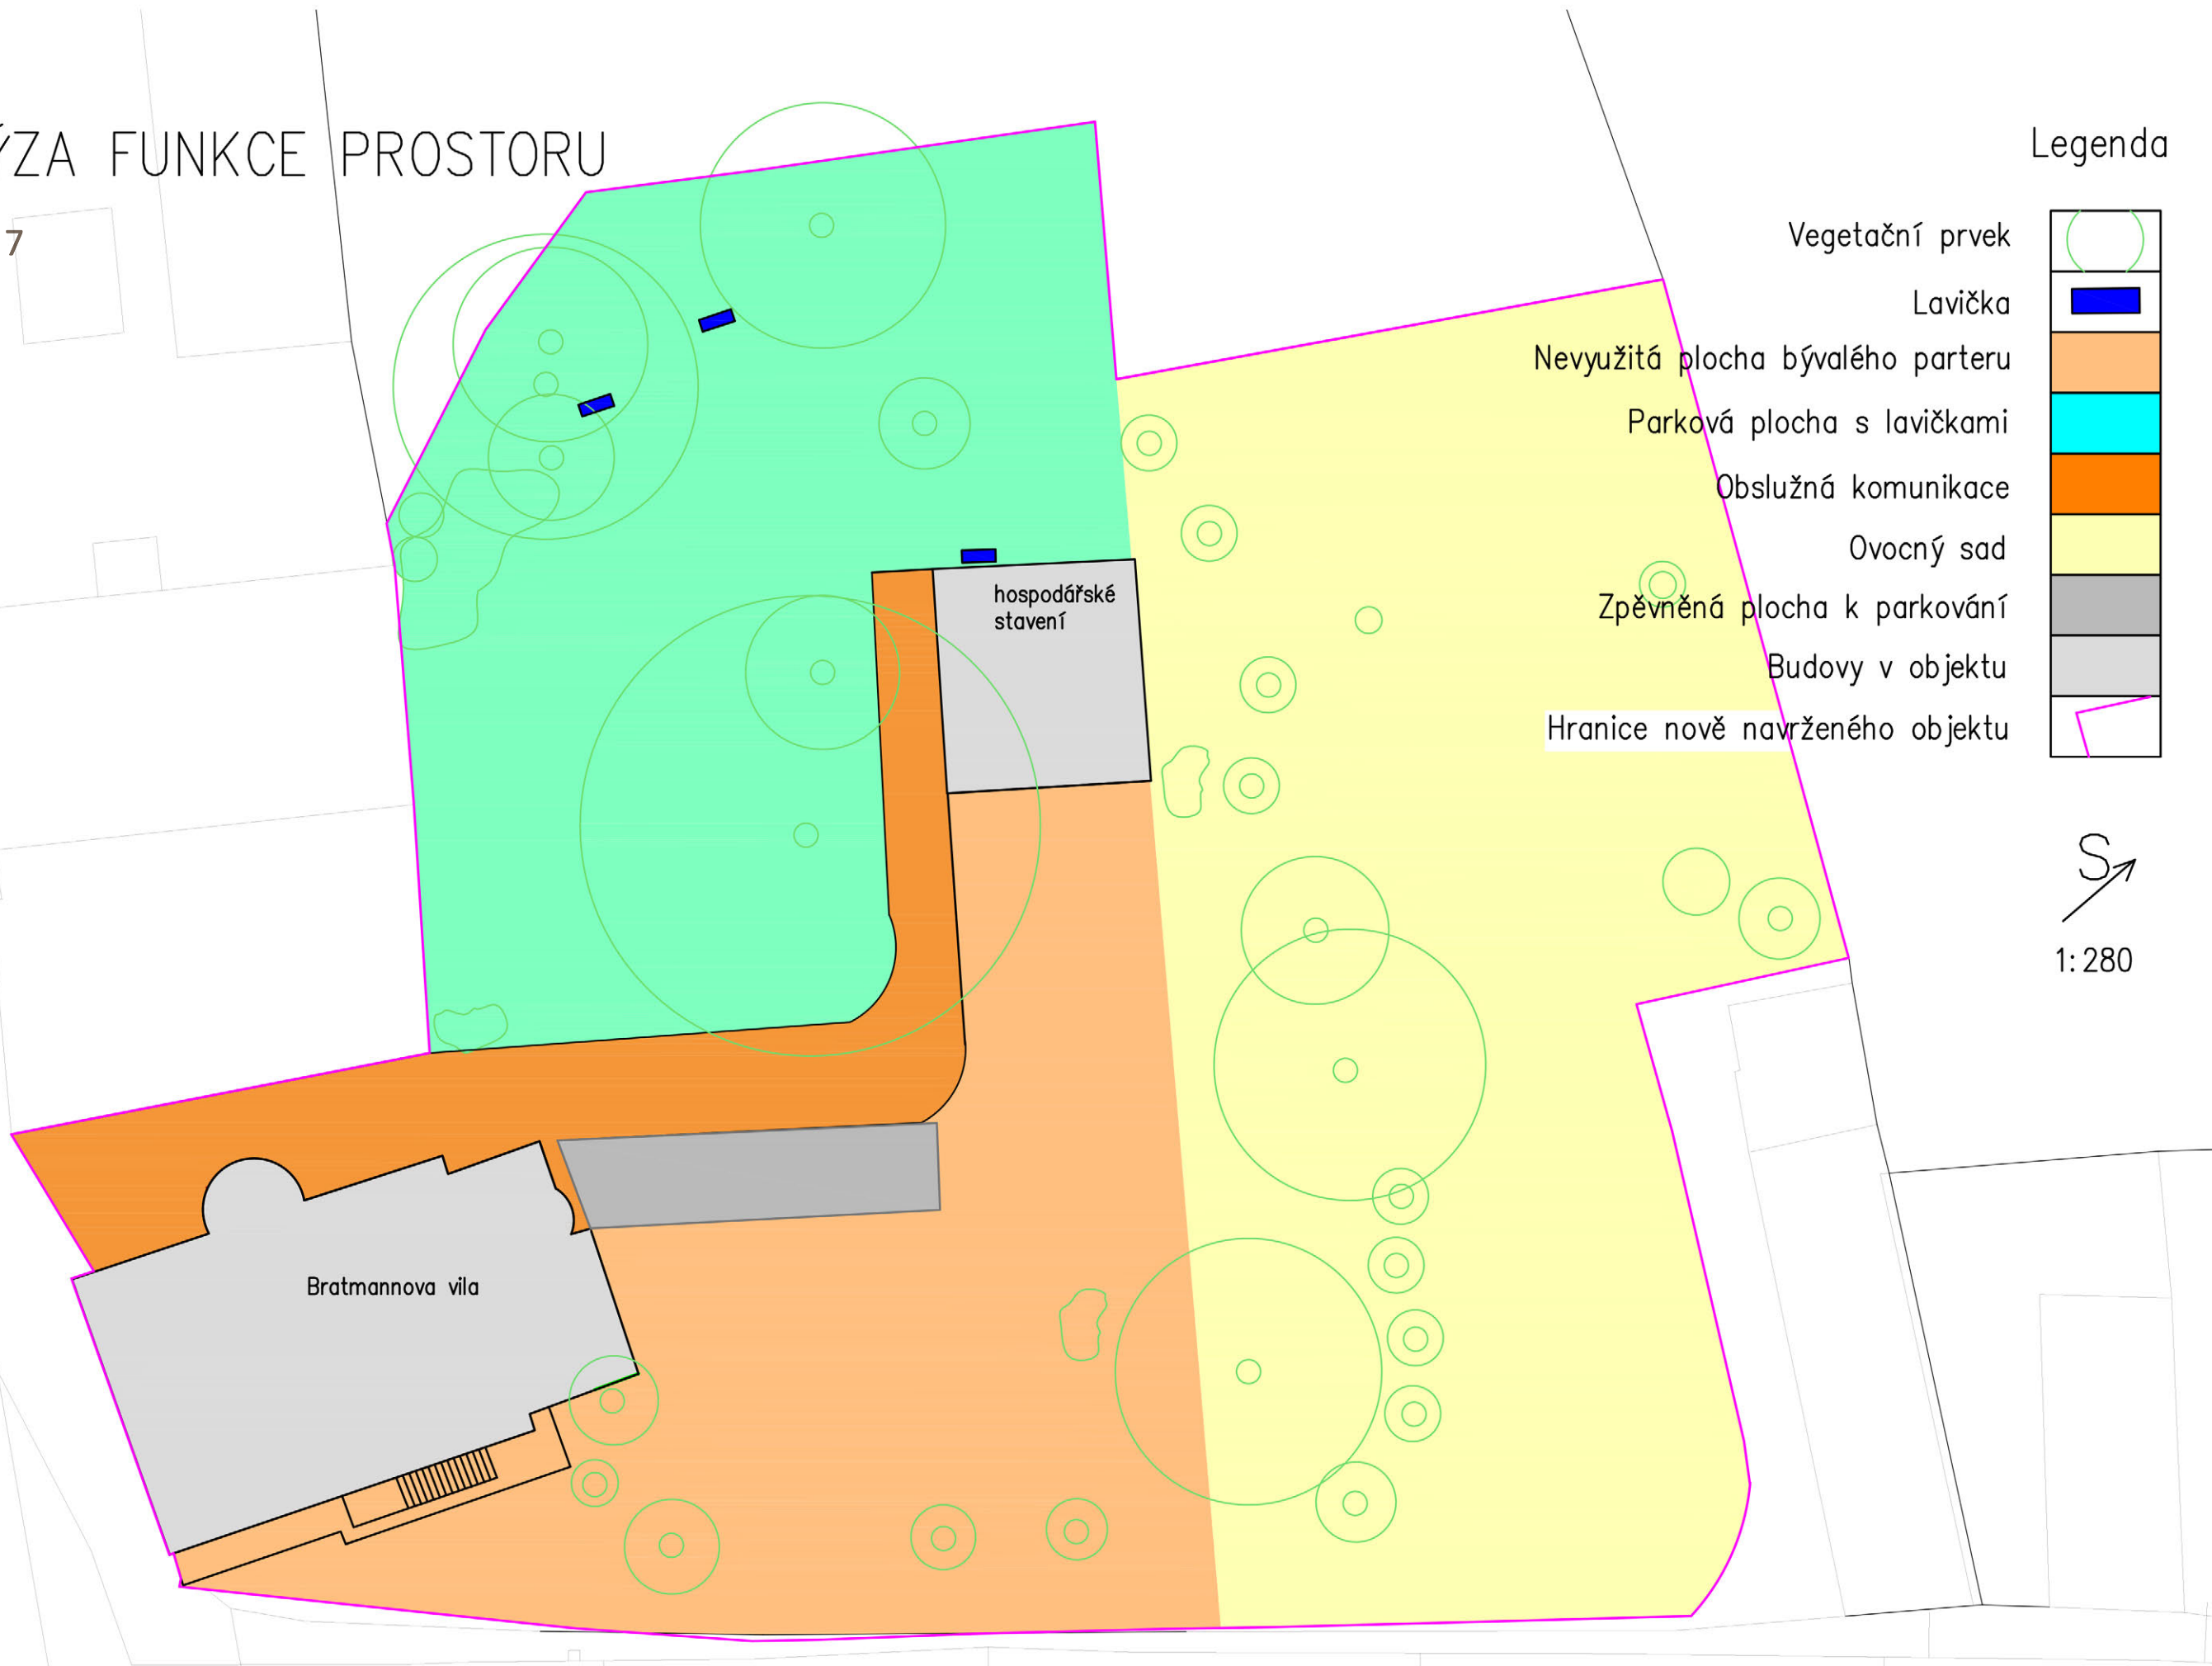 ÝZA FUNKCE PROSTORU
7
Legenda
Vegetační prvek
Lavička
Nevyužitá plocha bývalého parteru
Parková plocha s lavičkami
Obslužná komunikace
Ovocný sad
Zpěvněná plocha k parkování
Budovy v objektu
Hranice nově navrženého objektu
S
1:280
hospodářské
stavení
Bratmannova vila